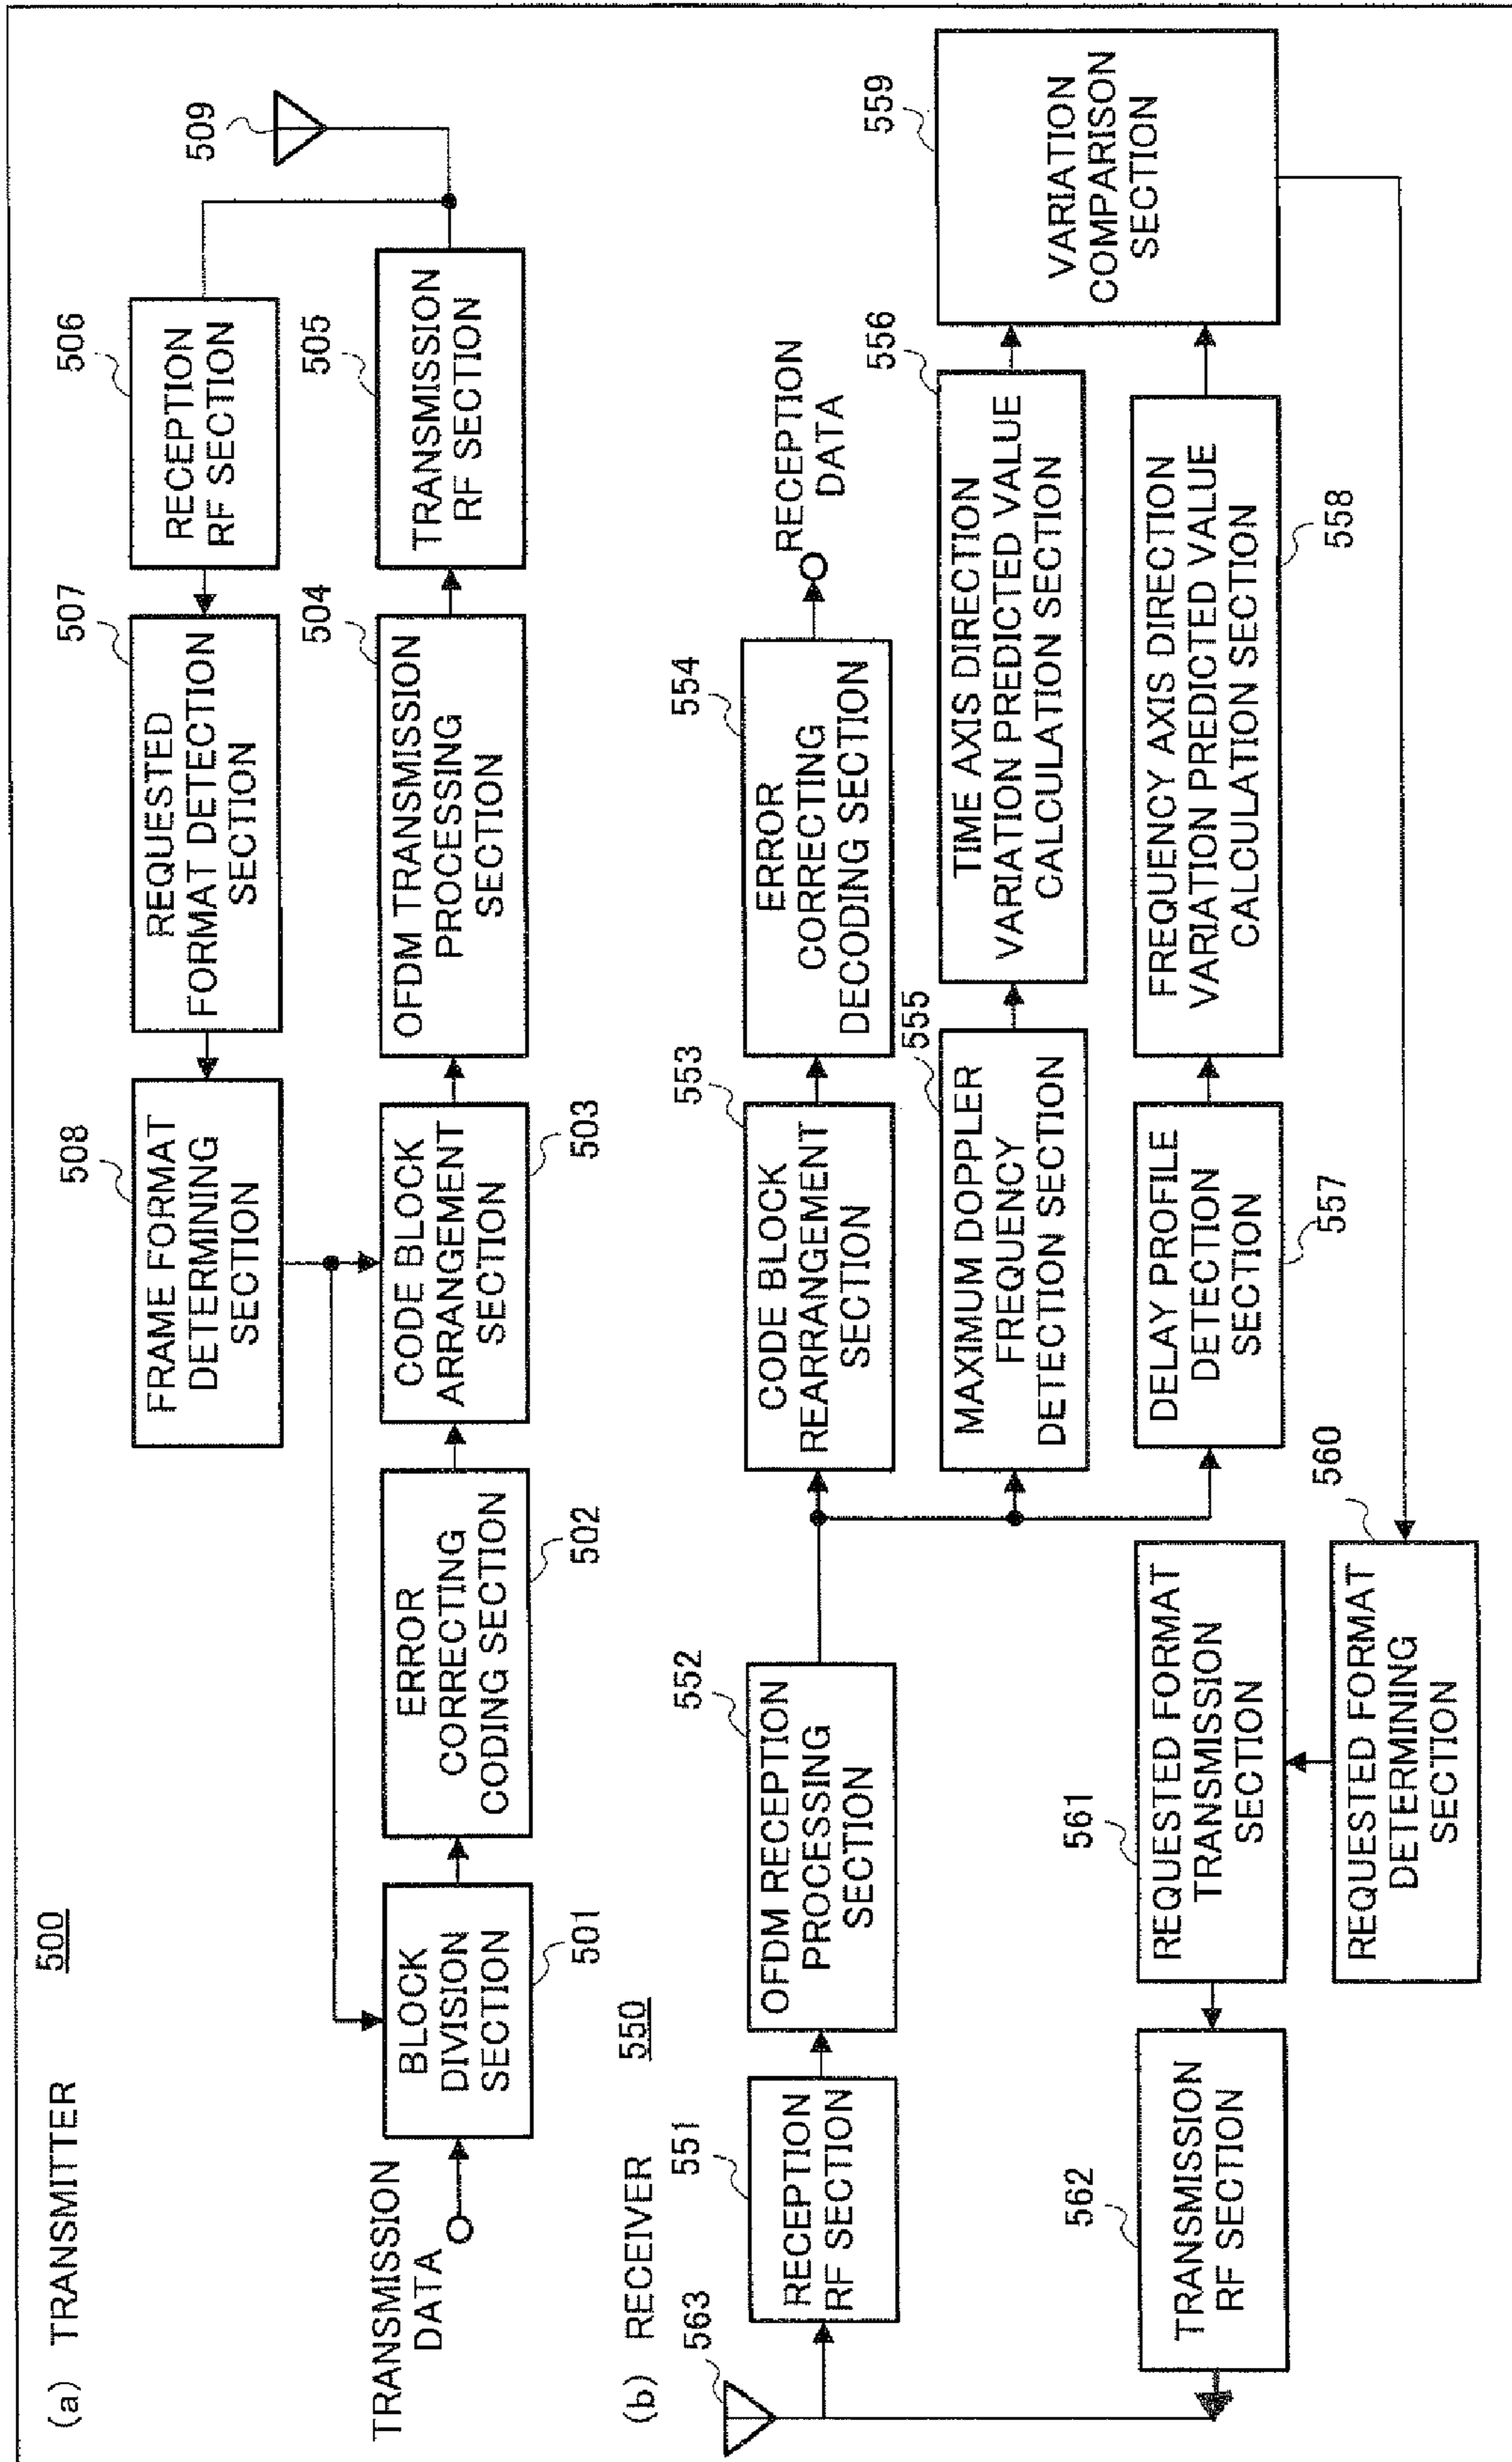 (a) TRANSMITTER
500
509
506
RECEPTION
RF SECTION
507
REQUESTED
FORMAT DETECTION
SECTION
508
FRAME FORMAT
DETERMINING
SECTION
TRANSMISSION
DATA
BLOCK
DIVISION
SECTION
501
ERROR
CORRECTING
CODING SECTION
502
CODE BLOCK
ARRANGEMENT
SECTION
503
504
OFDM TRANSMISSION
PROCESSING
SECTION
505
TRANSMISSION
RF SECTION
(b) RECEIVER
550
563
551
RECEPTION
RF SECTION
552
OFDM RECEPTION
PROCESSING
SECTION
553
CODE BLOCK
REARRANGEMENT
SECTION
554
ERROR
CORRECTING
DECODING SECTION
RECEPTION
DATA
555
MAXIMUM DOPPLER
FREQUENCY
DETECTION SECTION
556
TIME AXIS DIRECTION
VARIATION PREDICTED VALUE
CALCULATION SECTION
559
VARIATION
COMPARISON
SECTION
DELAY PROFILE
DETECTION
SECTION
557
FREQUENCY AXIS DIRECTION
VARIATION PREDICTED VALUE
CALCULATION SECTION
558
562
TRANSMISSION
RF SECTION
561
REQUESTED FORMAT
TRANSMISSION
SECTION
560
REQUESTED FORMAT
DETERMINING
SECTION